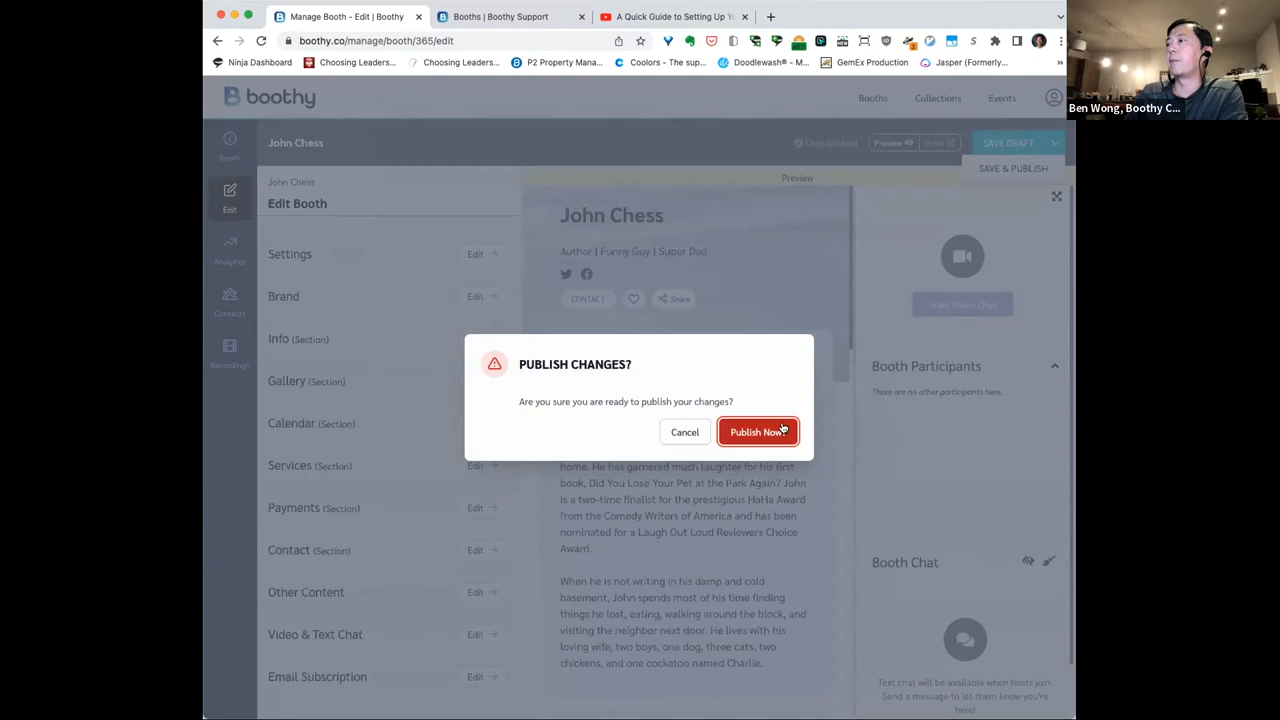 Manage Booth - Edit | Boothy
Booths | Boothy Support
A Quick Guide to Setting Up Yo
boothy.co/manage/booth/365/edit
Ninja Dashboard
Choosing Leaders...
Choosing Leaders...
P2 Property Mana...
Coolors - The sup...
Doodlewash® - M...
GemEx Production
Jasper (Formerly...
Ben Wong, Boothy C...
boothy
Booths
Collections
Events
John Chess
Unpublished
Preview
SAVE DRAFT
SAVE & PUBLISH
Booth
Edit
Analytics
Contacts
Recordings
John Chess
Edit Booth
Settings
Edit
Brand
Edit
Info (Section)
Gallery (Section)
Calendar (Section)
Services (Section)
Edit
Payments (Section)
Edit
Contact (Section)
Edit
Other Content
Edit
Video & Text Chat
Edit
Email Subscription
Edit
Preview
John Chess
Author | Funny Guy | Super Dad
CONTACT
Share
PUBLISH CHANGES?
Are you sure you are ready to publish your changes?
Cancel
Publish Now!
home. He has garnered much laughter for his first
book, Did You Lose Your Pet at the Park Again? John
is a two-time finalist for the prestigious HaHa Award
from the Comedy Writers of America and has been
nominated for a Laugh Out Loud Reviewers Choice
Award).
When he is not writing in his damp and cold
basement, John spends most of his time finding
things he lost, eating, walking around the block, and
visiting the neighbor next door. He lives with his
loving wife, two boys, one dog, three cats, two
chickens, and one cockatoo named Charlie.
Start Video Chat
Booth Participants
There are no other participants here.
Booth Chat
Text chat will be available when hosts join.
Send a message to let them know you're
here!